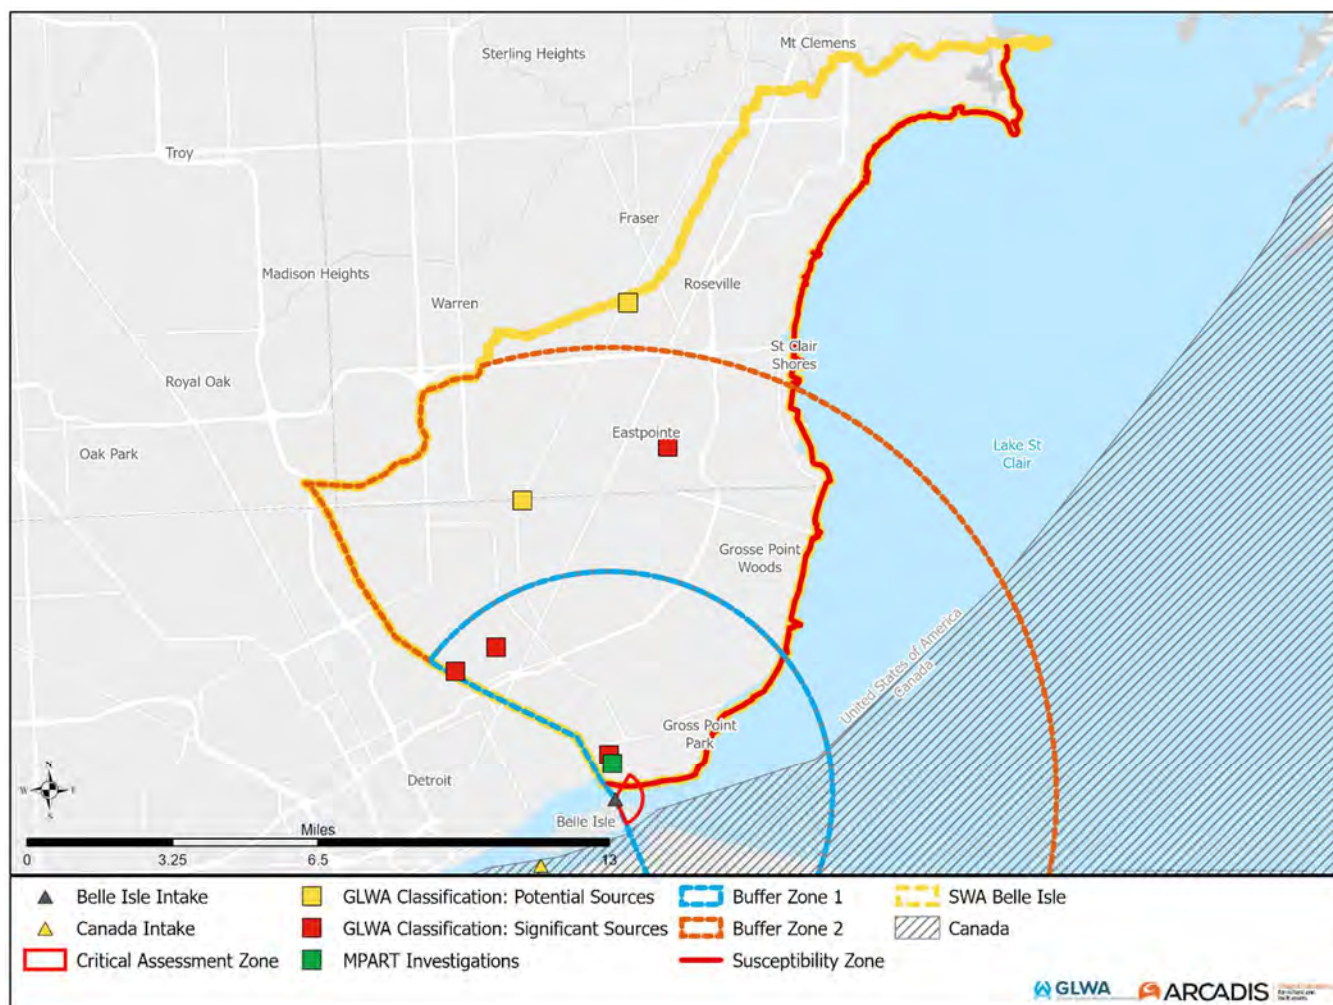 Mt Clemens
Sterling Heights
Troy
Fraser
Madison Heights
Roseville
Warren
St Clair
Shores
Royal Oak
Eastpointe
Oak Park
Lake St
Clair
Grosse Point
Woods
United States of America
Canada
Gross Point
Park
Detroit
N
W
E
S
Belle Isle
Miles
0
3.25
6.5
13
Belle Isle Intake
GLWA Classification: Potential Sources
Buffer Zone 1
SWA Belle Isle
Canada Intake
GLWA Classification: Significant Sources
Buffer Zone 2
Canada
Critical Assessment Zone
MPART Investigations
Susceptibility Zone
GLWA
ARCADIS